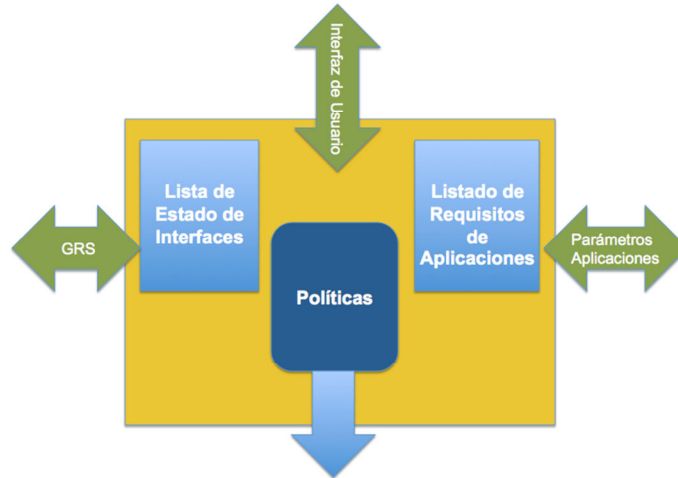 Interfaz de Usuario
Lista de
Estado de
Interfaces
Listado de
Requisitos
de
Aplicaciones
GRS
Parámetros
Aplicaciones
Políticas